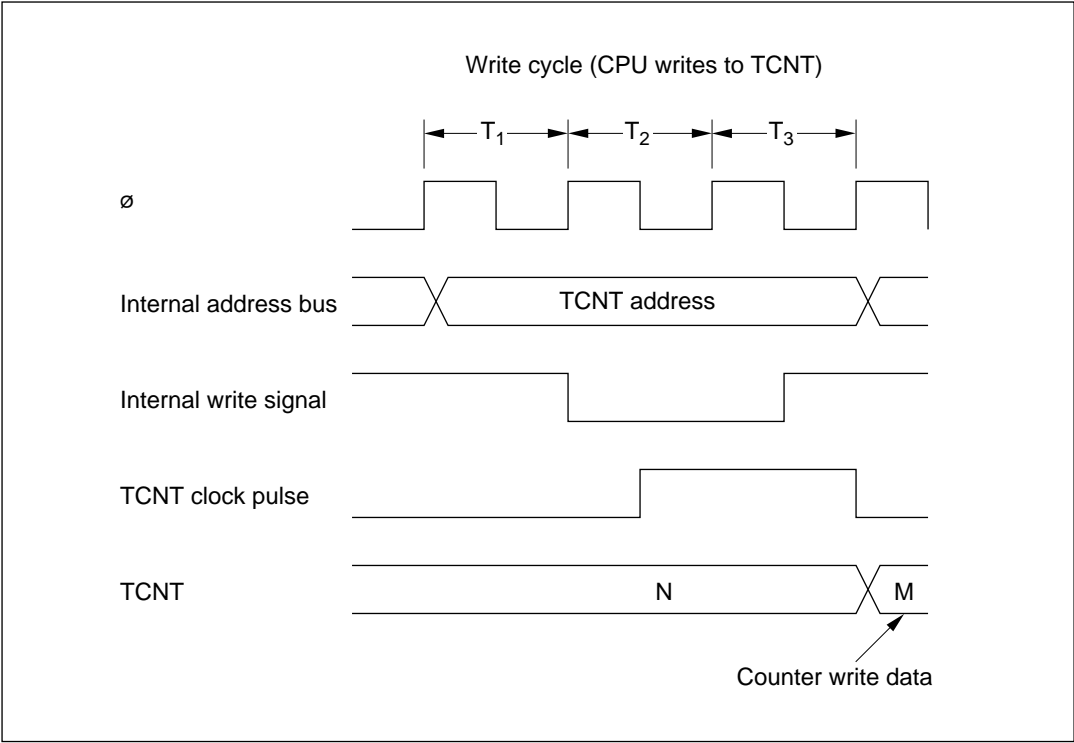 Write cycle (CPU writes to TCNT)
T1 T2 T3
ø
Internal address bus TCNT address
Internal write signal
TCNT clock pulse
TCNT N M
Counter write data